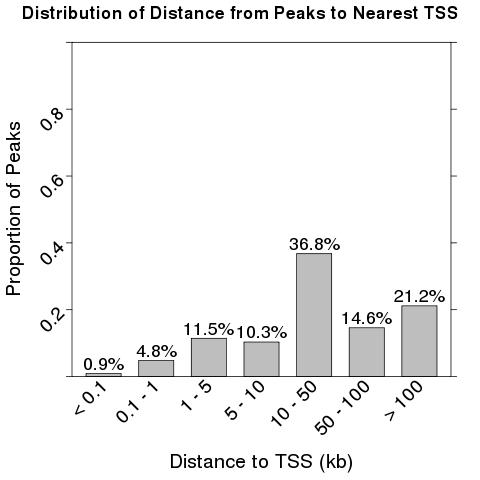 Distribution of Distance from Peaks to Nearest TSS
Proportion of Peaks
0.8
0.6
0.4
0.2
0.9%
4.8%
11.5%
10.3%
36.8%
14.6%
21.2%
< 0.1
0.1 - 1
1 - 5
5 - 10
10 - 50
50 - 100
> 100
Distance to TSS (kb)